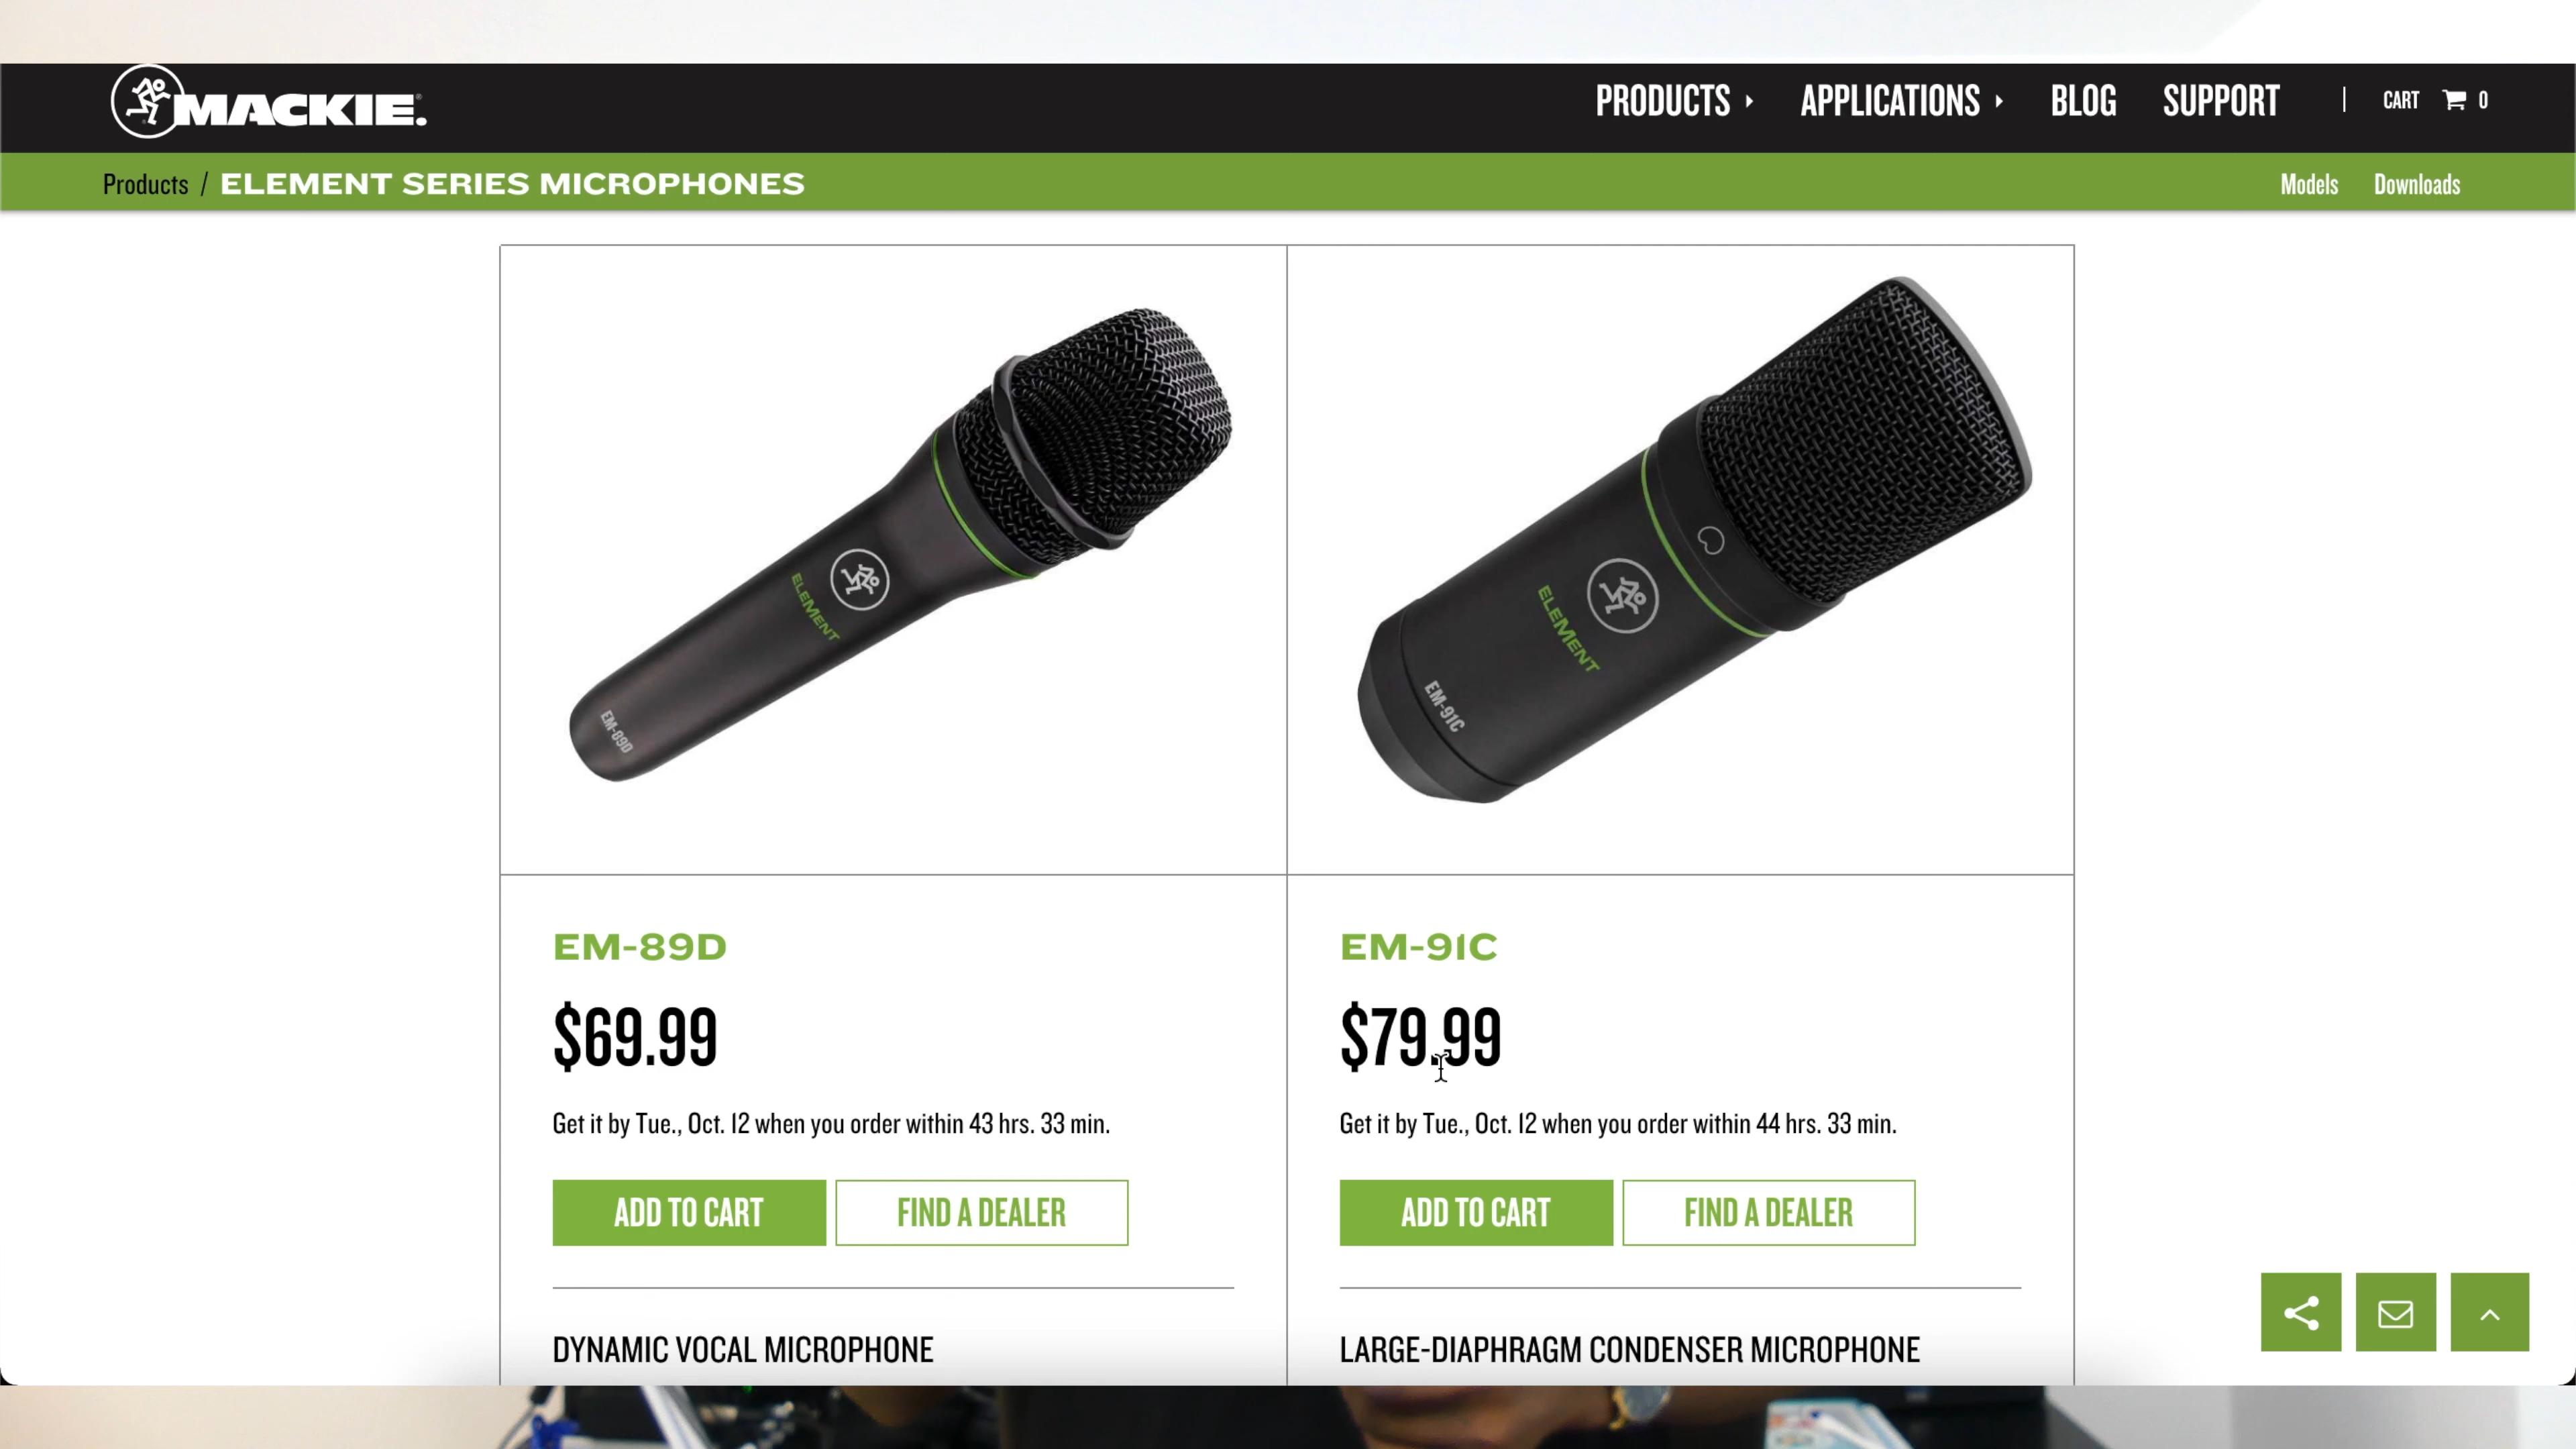 MACKIE.
PRODUCTS
APPLICATIONS
BLOG
SUPPORT
CART
0
Products / ELEMENT SERIES MICROPHONES
Models
Downloads
ELEMENT
EM-89D
ELEMENT
EM-91C
EM-89D
$69.99
Get it by Tue., Oct. 12 when you order within 43 hrs. 33 min.
ADD TO CART
FIND A DEALER
DYNAMIC VOCAL MICROPHONE
EM-91C
$79.99
Get it by Tue., Oct. 12 when you order within 44 hrs. 33 min.
ADD TO CART
FIND A DEALER
LARGE-DIAPHRAGM CONDENSER MICROPHONE